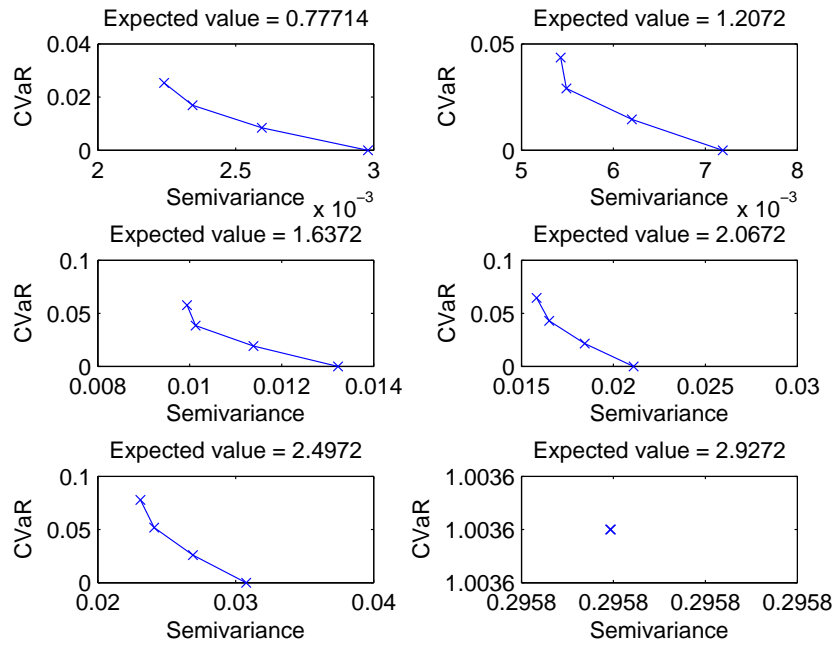 Expected value = 0.77714
0.04
0.02
0
CVaR
2
2.5
3
Semivariance
x 10−3
Expected value = 1.2072
0.05
0
CVaR
5
6
7
8
Semivariance
x 10−3
Expected value = 1.6372
0.1
0.05
0
CVaR
0.008
0.01
0.012
0.014
Semivariance
Expected value = 2.0672
0.1
0.05
0
CVaR
0.015
0.02
0.025
0.03
Semivariance
Expected value = 2.4972
0.1
0.05
0
CVaR
0.02
0.03
0.04
Semivariance
Expected value = 2.9272
1.0036
1.0036
1.0036
CVaR
0.2958
0.2958
0.2958
0.2958
Semivariance